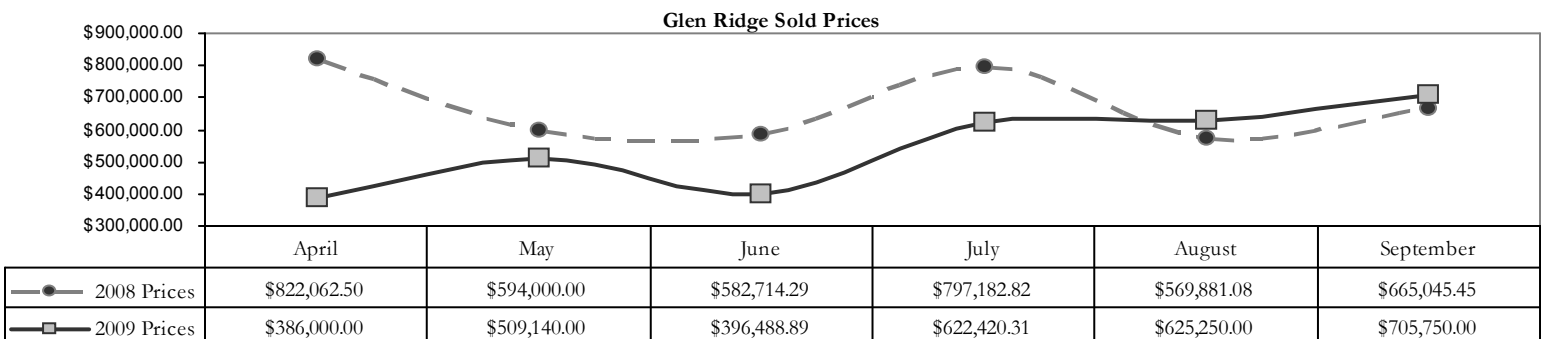 Glen Ridge Sold Prices
$900,000.00
$800,000.00
$700,000.00
$600,000.00
$500,000.00
$400,000.00
$300,000.00
April May June July August September
2008 Prices $822,062.50 $594,000.00 $582,714.29 $797,182.82 $569,881.08 $665,045.45
2009 Prices $386,000.00 $509,140.00 $396,488.89 $622,420.31 $625,250.00 $705,750.00